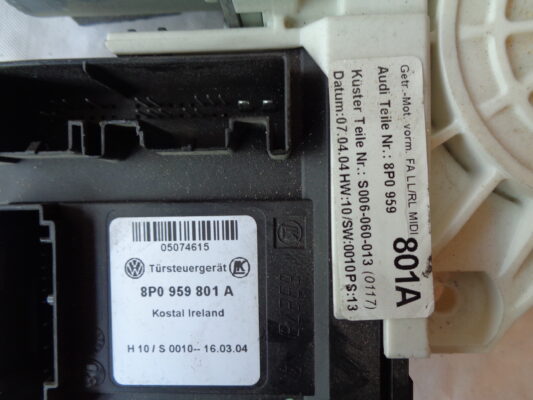 05074615
Türsteuergerät
8P0 959 801 A
Kostal Ireland
H 10 / S 0010-- 16.03.04
Getr.-Mot. vorm. FA LL/RL MIDI
Audi Teile Nr.: 8P0 959
801A
Küster Teile Nr.: S006-060-013 (0117)
Datum:07.04.04 HW:10/SW:0010PS:13